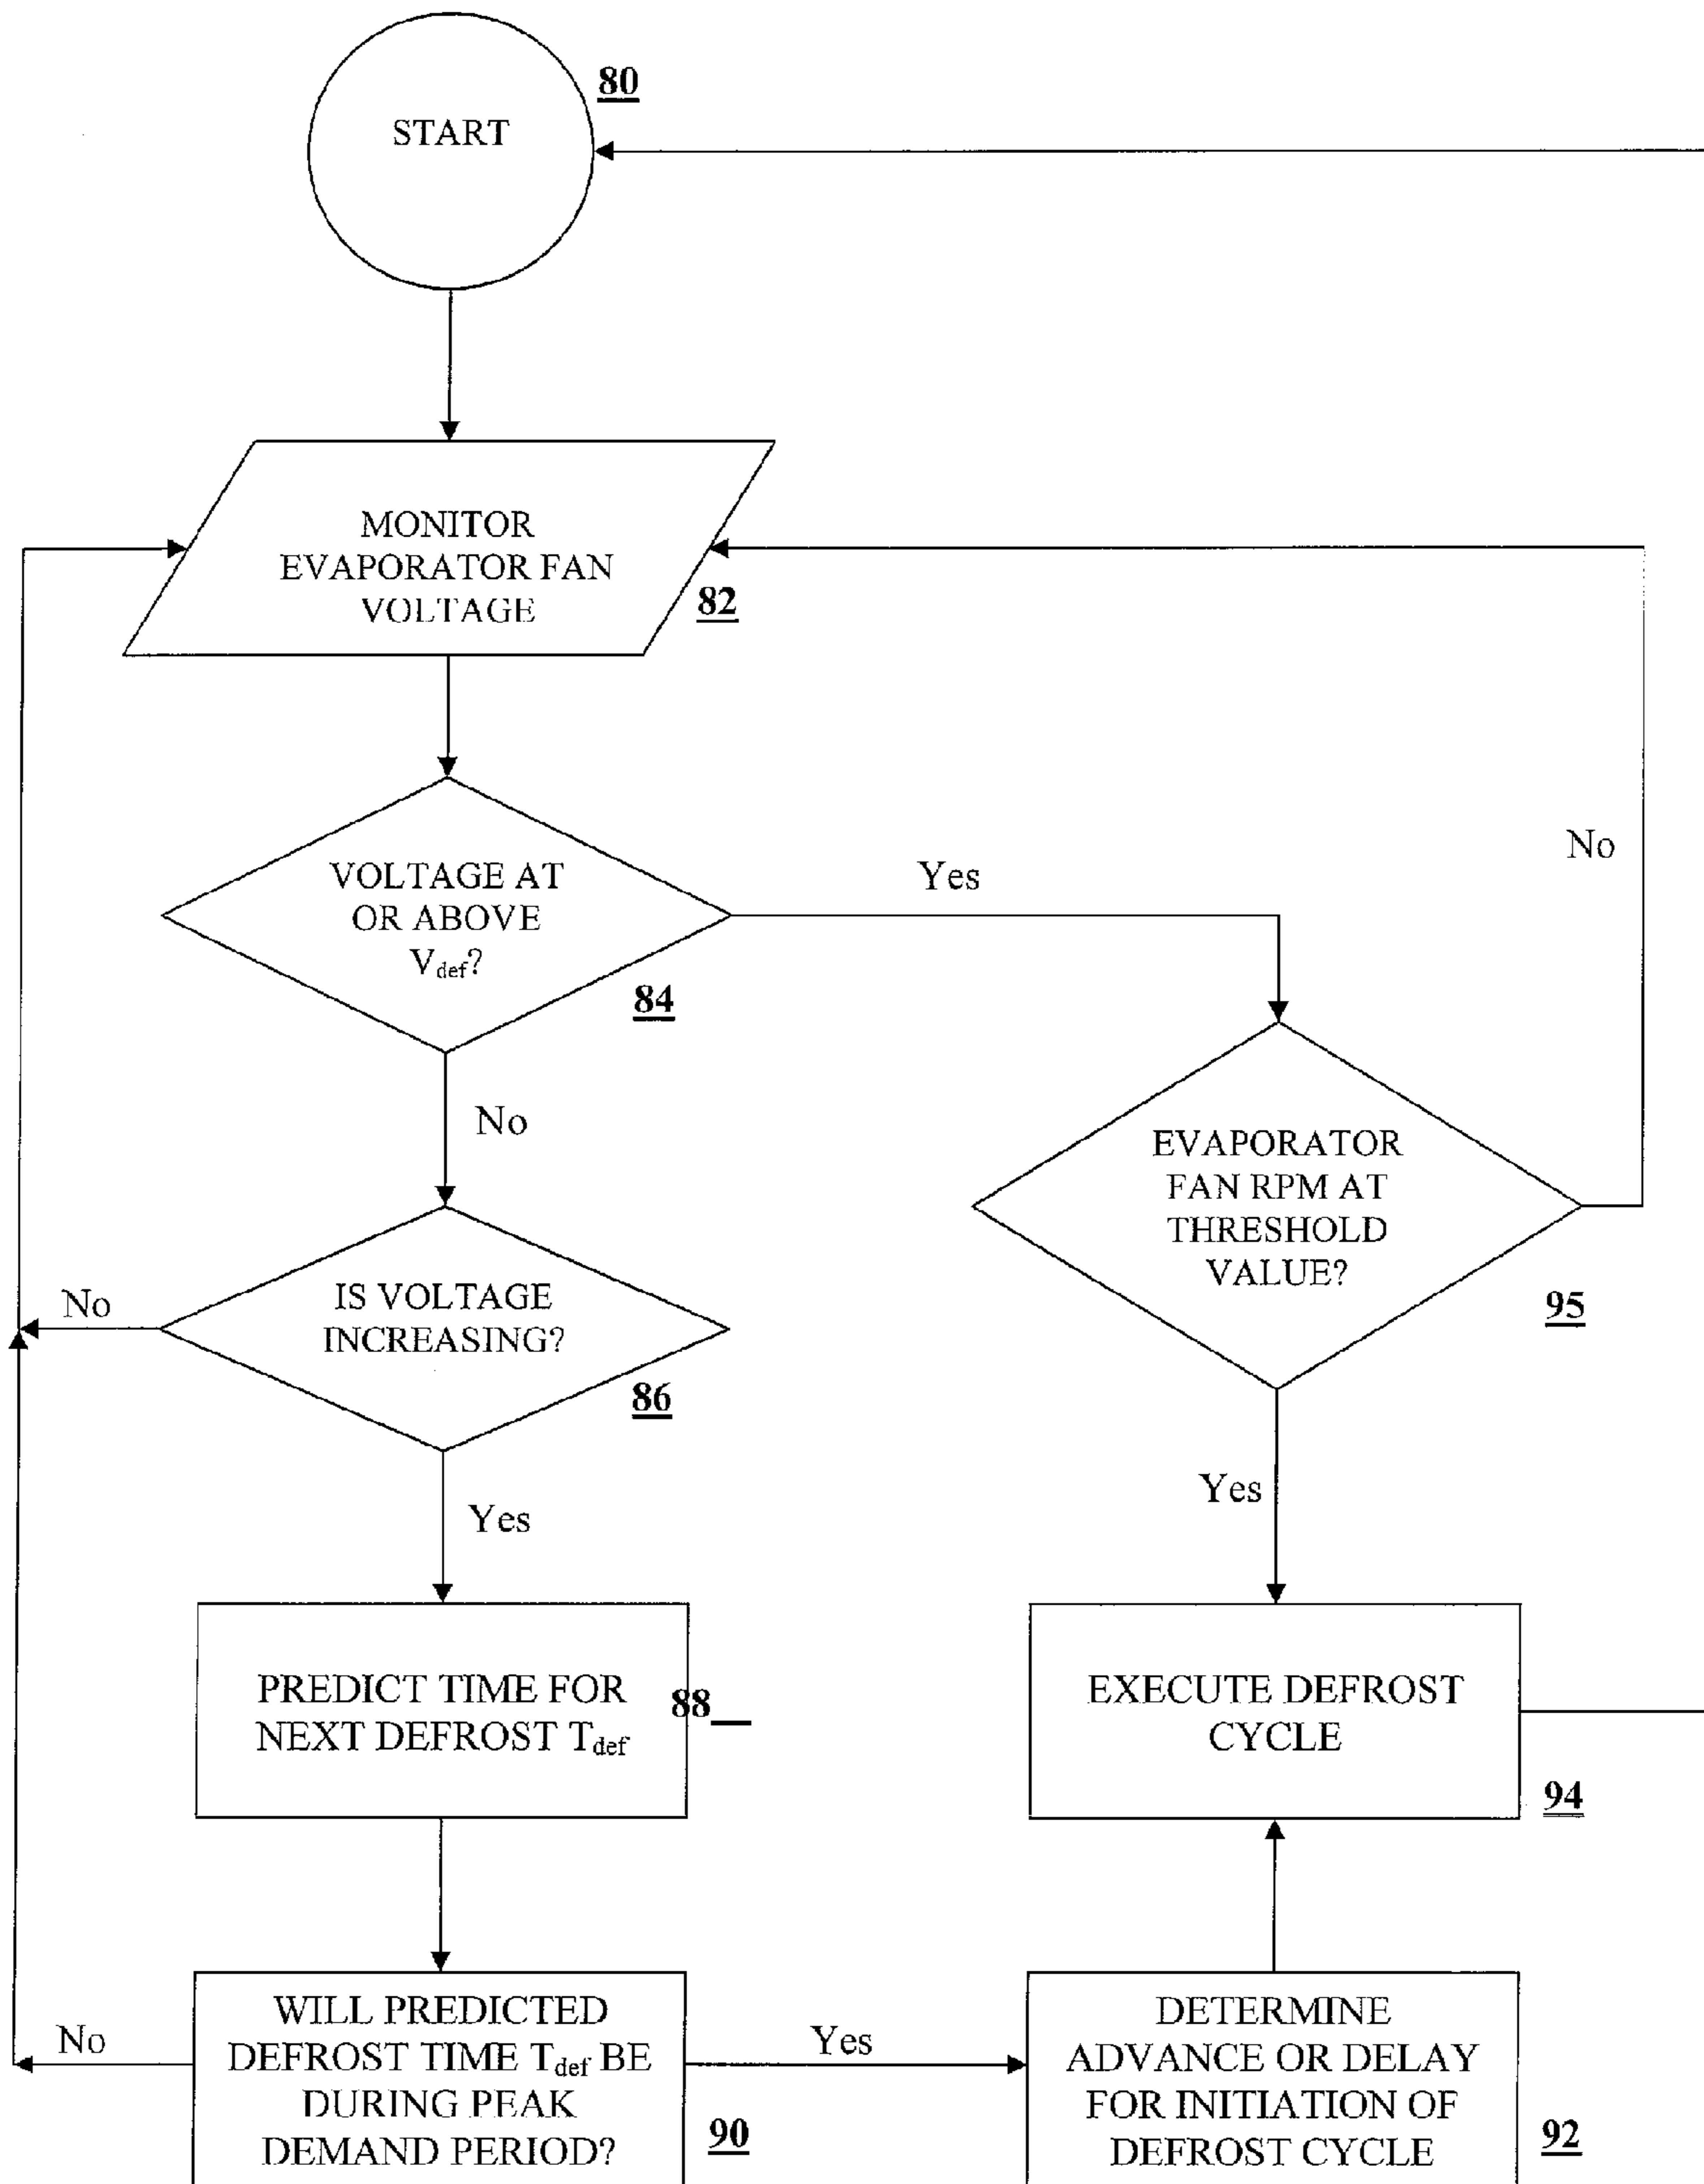 START
80
MONITOR
EVAPORATOR FAN
VOLTAGE
82
VOLTAGE AT
OR ABOVE
Vdef?
84
Yes
No
No
EVAPORATOR
FAN RPM AT
THRESHOLD
VALUE?
95
IS VOLTAGE
INCREASING?
86
No
Yes
Yes
PREDICT TIME FOR
NEXT DEFROST Tdef
88
EXECUTE DEFROST
CYCLE
94
WILL PREDICTED
DEFROST TIME Tdef BE
DURING PEAK
DEMAND PERIOD?
90
No
Yes
DETERMINE
ADVANCE OR DELAY
FOR INITIATION OF
DEFROST CYCLE
92